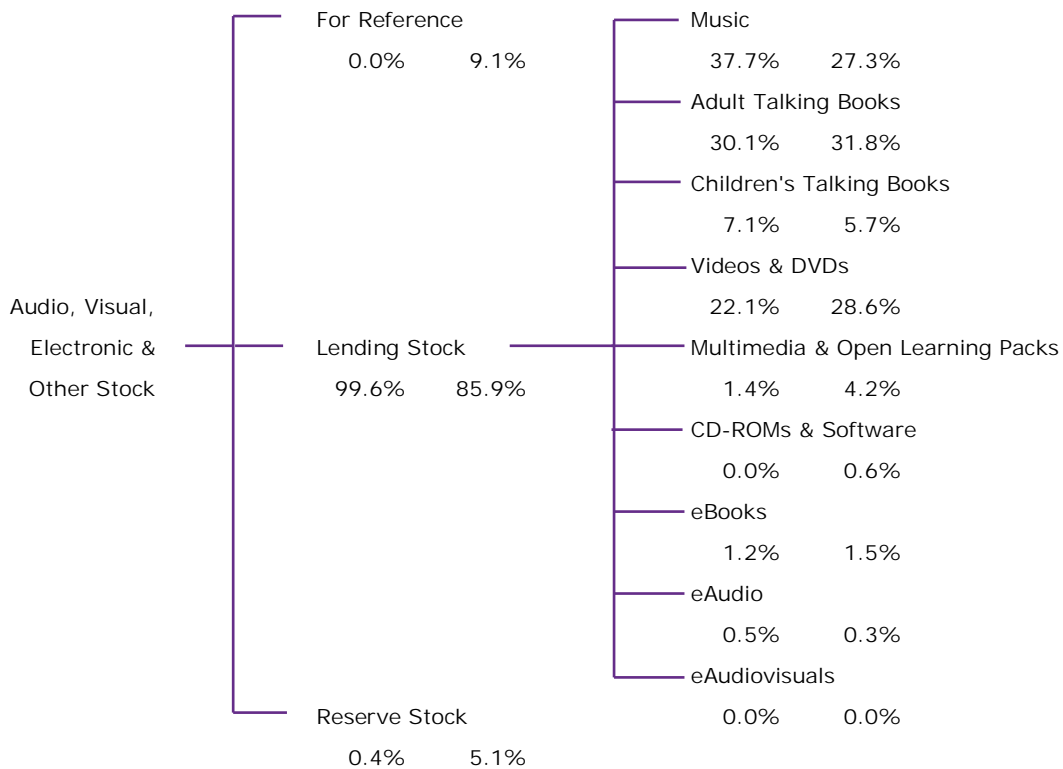 For Reference
0.0% 9.1%
Music
37.7% 27.3%
Adult Talking Books
30.1% 31.8%
Children's Talking Books
7.1% 5.7%
Videos & DVDs
22.1% 28.6%
Audio, Visual,
Electronic &
Other Stock
Lending Stock
99.6% 85.9%
Multimedia & Open Learning Packs
1.4% 4.2%
CD-ROMs & Software
0.0% 0.6%
eBooks
1.2% 1.5%
eAudio
0.5% 0.3%
eAudiovisuals
0.0% 0.0%
Reserve Stock
0.4% 5.1%